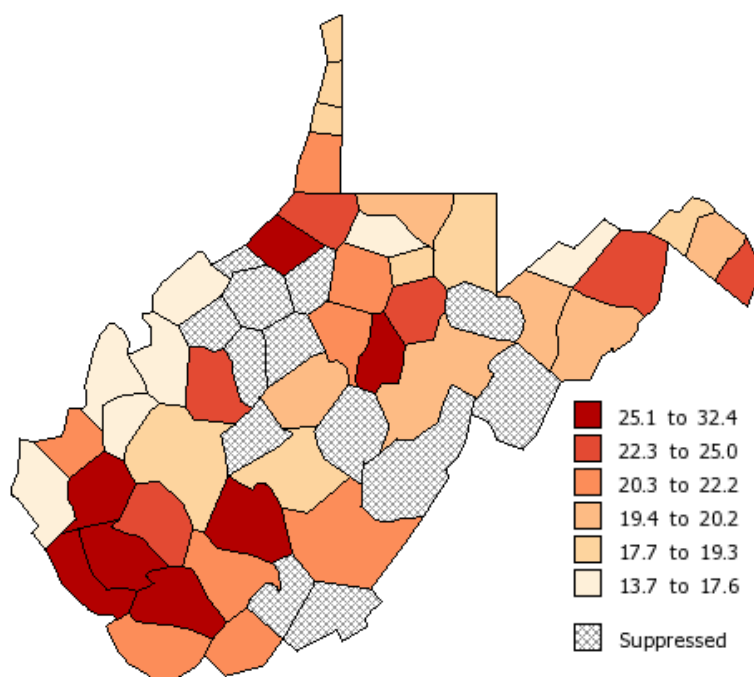 25.1 to 32.4
22.3 to 25.0
20.3 to 22.2
19.4 to 20.2
17.7 to 19.3
13.7 to 17.6
Suppressed